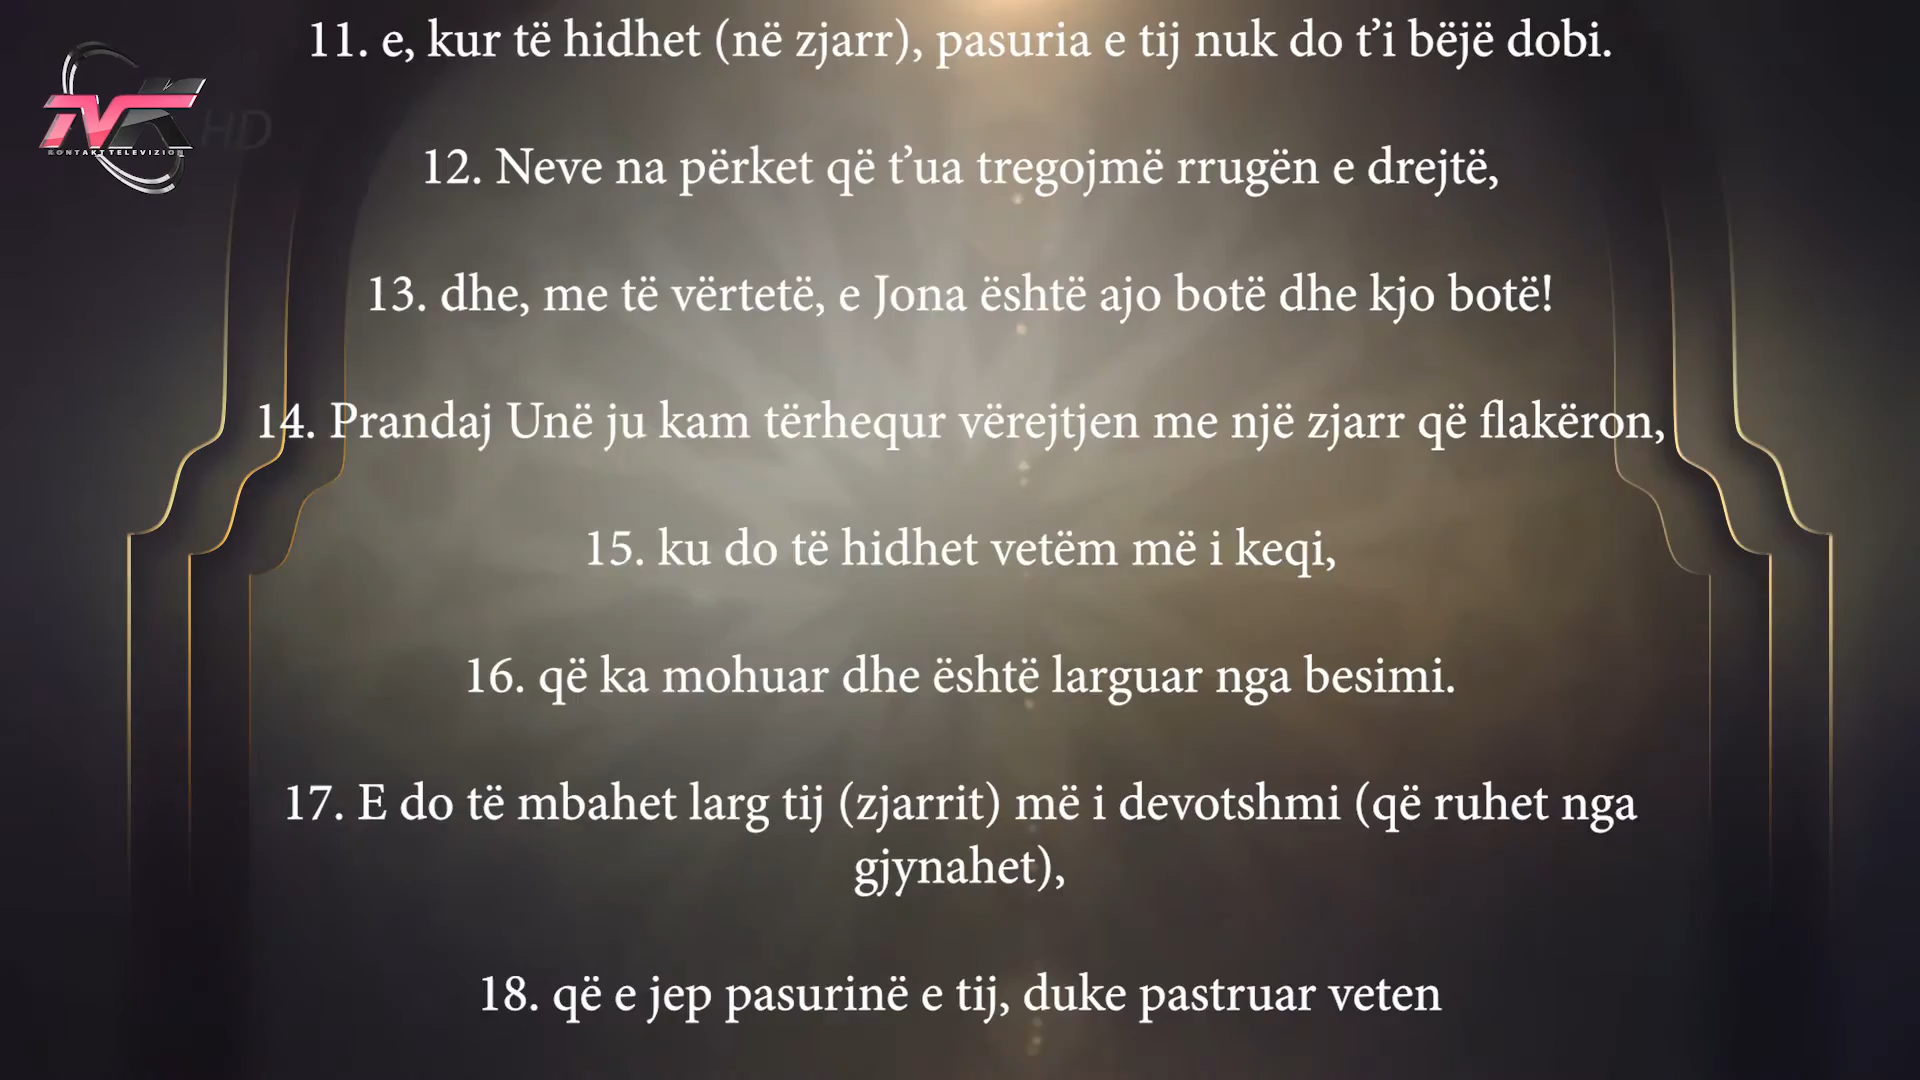 11. e, kur të hidhet (në zjarr), pasuria e tij nuk do t’i bëjë dobi.
HD
KONTAKT TELEVIZION
12. Neve na përket që t’ua tregojmë rrugën e drejtë,
13. dhe, me të vërtetë, e Jona është ajo botë dhe kjo botë!
14. Prandaj Unë ju kam tërhequr vërejtjen me një zjarr që flakëron,
15. ku do të hidhet vetëm më i keqi,
16. që ka mohuar dhe është larguar nga besimi.
17. E do të mbahet larg tij (zjarrit) më i devotshmi (që ruhet nga
gjynahet),
18. që e jep pasurinë e tij, duke pastruar veten